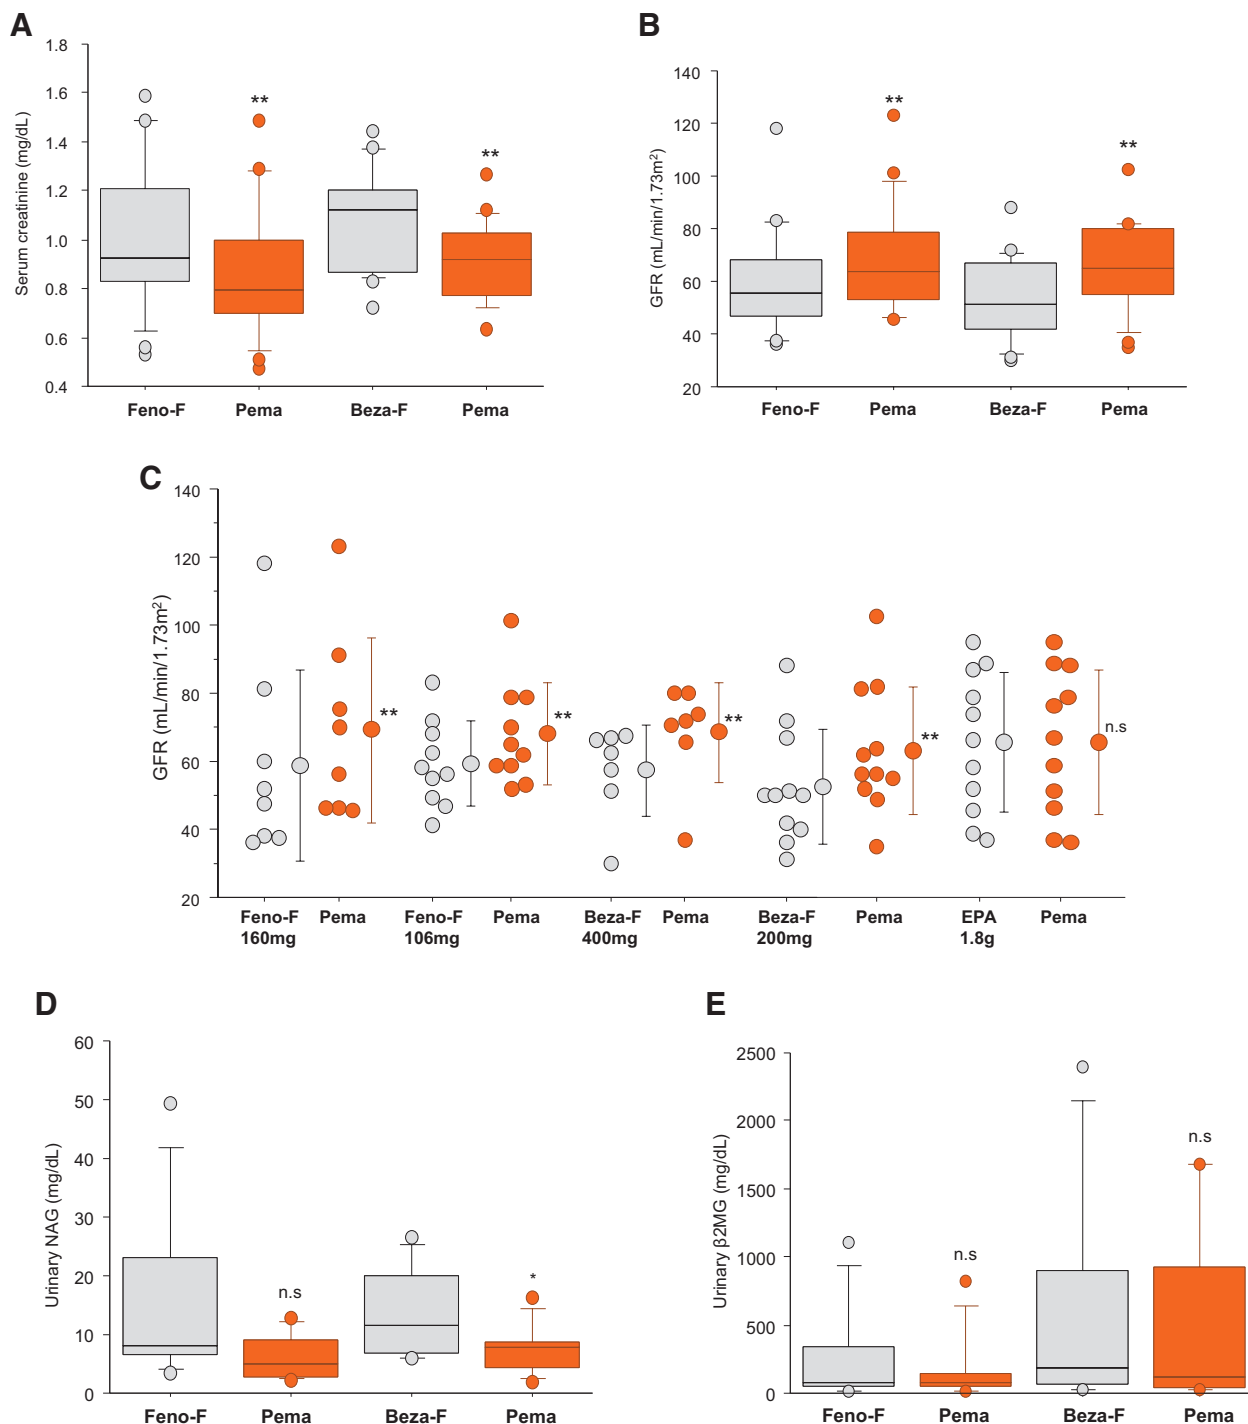 A
Serum creatinine (mg/dL)
1.8
1.6
1.4
1.2
1.0
0.8
0.6
0.4
**
**
Feno-F Pema Beza-F Pema
B
GFR (mL/min/1.73m²)
140
120
100
80
60
40
20
**
**
Feno-F Pema Beza-F Pema
C
GFR (mL/min/1.73m²)
140
120
100
80
60
40
20
**
**
**
**
n.s
Feno-F Pema Feno-F Pema Beza-F Pema Beza-F Pema EPA Pema
160mg 106mg 400mg 200mg 1.8g
D
Urinary NAG (mg/dL)
60
50
40
30
20
10
0
n.s
*
Feno-F Pema Beza-F Pema
E
Urinary β2MG (mg/dL)
2500
2000
1500
1000
500
0
n.s
n.s
Feno-F Pema Beza-F Pema